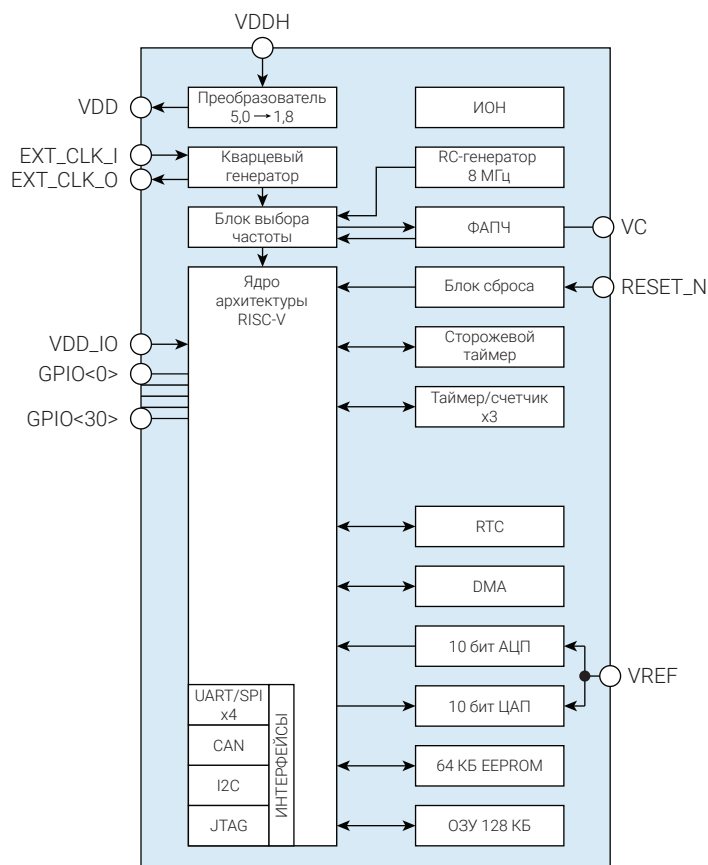 VDDH
VDD
Преобразователь
5,0 → 1,8
ИОН
EXT_CLK_I
EXT_CLK_O
Кварцевый
генератор
RC-генератор
8 МГц
Блок выбора
частоты
ФАПЧ
VC
Ядро
архитектуры
RISC-V
Блок сброса
RESET_N
VDD_IO
GPIO<0>
GPIO<30>
Сторожевой
таймер
Таймер/счетчик
x3
RTC
DMA
10 бит АЦП
VREF
10 бит ЦАП
UART/SPI
x4
CAN
I2C
JTAG
ИНТЕРФЕЙСЫ
64 КБ EEPROM
ОЗУ 128 КБ